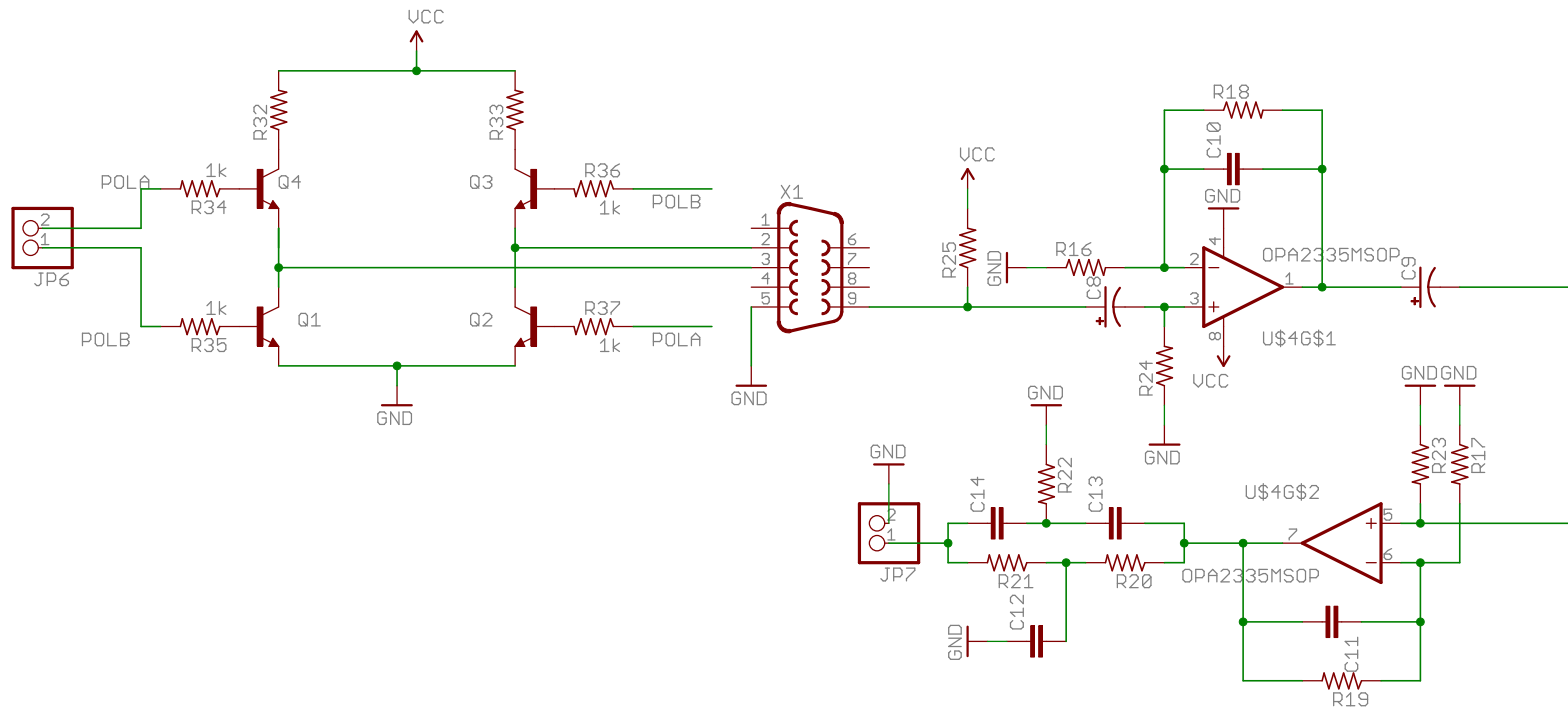 VCC
R32
R33
POLA
1k
R34
Q4
Q3
R36
1k
POLB
2
1
JP6
POLB
1k
R35
Q1
Q2
R37
1k
POLA
GND
X1
1
2
3
4
5
6
7
8
9
GND
VCC
R25
GND
R16
C8
R18
C10
GND
4
2
3
8
1
OPA2335MSOP
U$4G$1
VCC
R24
GND
C9
GND
GND
R23
R17
U$4G$2
5
6
7
OPA2335MSOP
C11
R19
GND
R22
C14
C13
R21
R20
C12
GND
GND
2
1
JP7